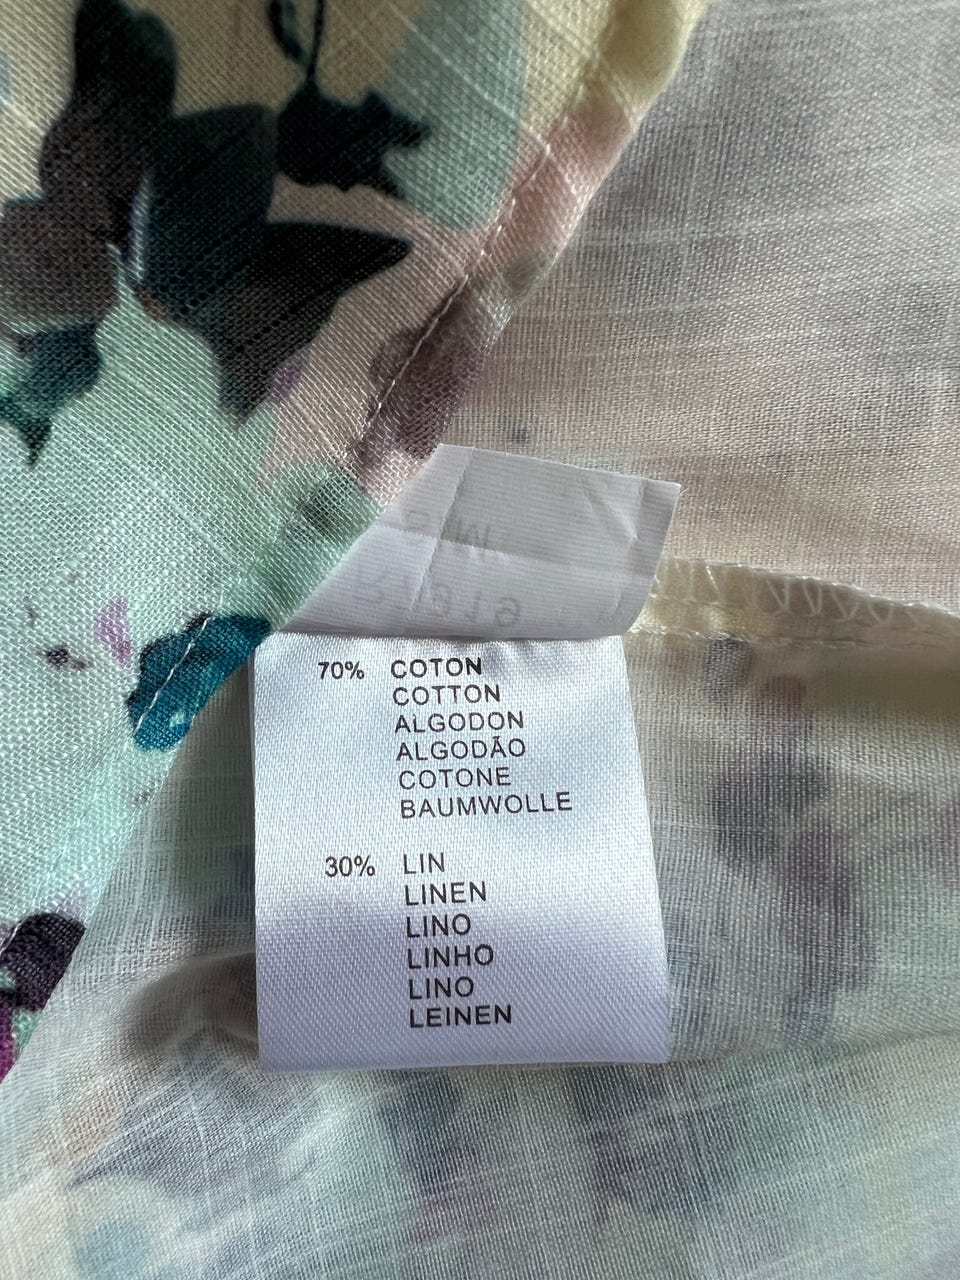 70% COTON
COTTON
ALGODON
ALGODÃO
COTONE
BAUMWOLLE
30% LIN
LINEN
LINO
LINHO
LINO
LEINEN